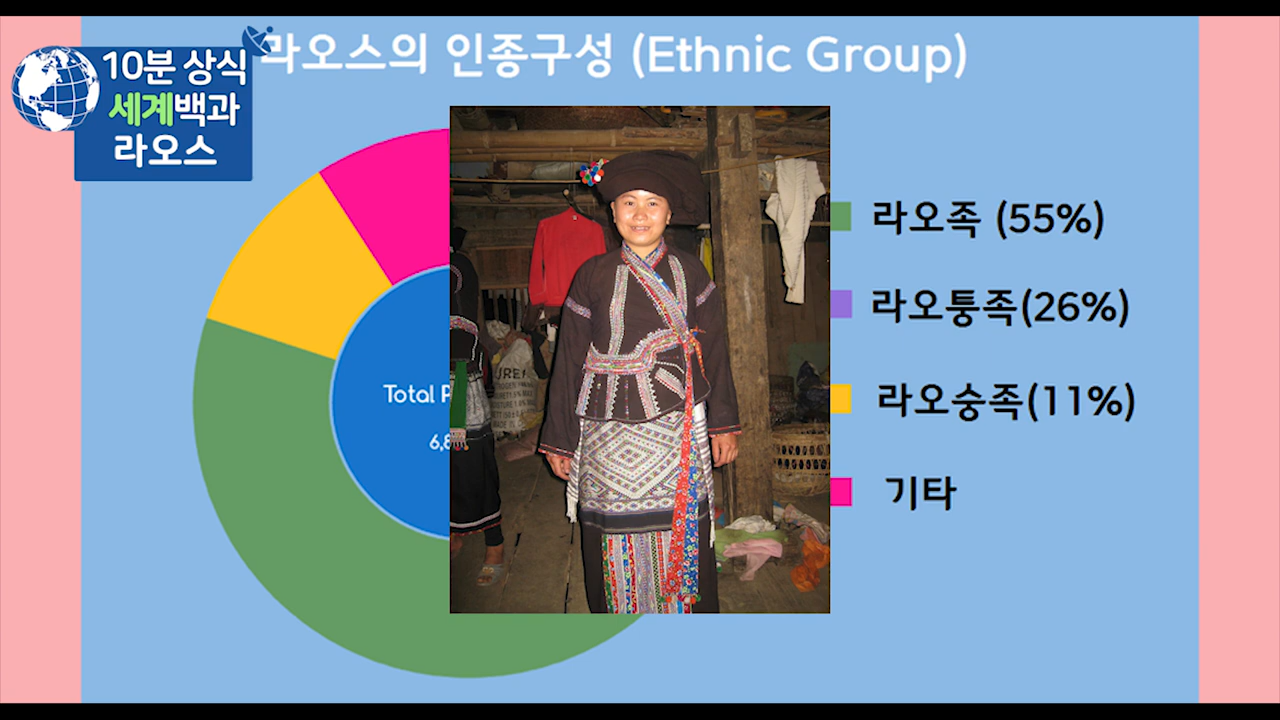 10분 상식
세계백과
라오스
라오스의 인종구성 (Ethnic Group)
Total
라오족 (55%)
라오퉁족(26%)
라오숭족(11%)
기타